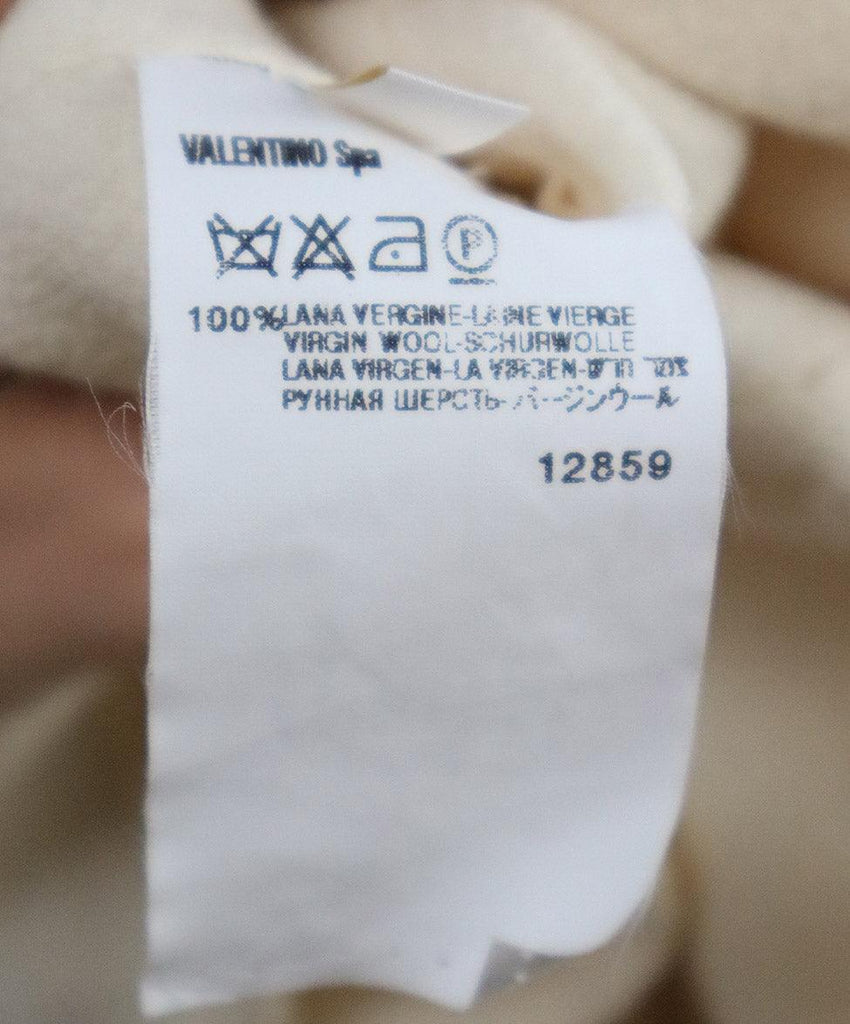 VALENTINO Spa
P
100% LANA VERGINE-LAINE VIERGE
VIRGIN WOOL-SCHURWOLLE
LANA VIRGEN-LA VIRGEN-
РУННАЯ ШЕРСТЬ-バージンウール
12859